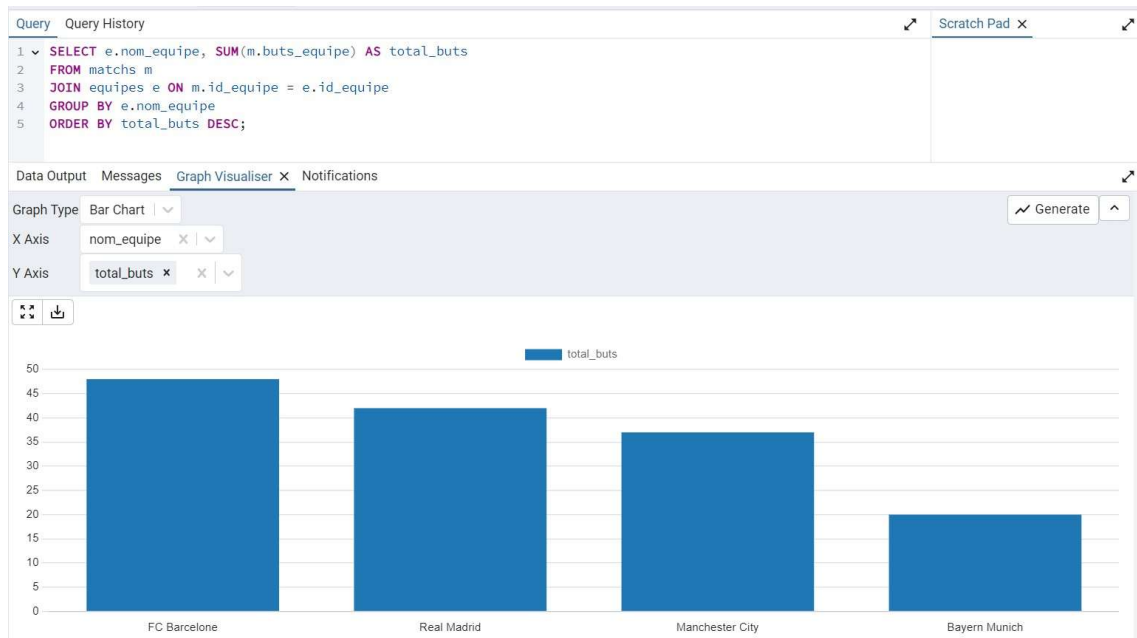 Query Query History
Scratch Pad
1 SELECT e.nom_equipe, SUM(m.buts_equipe) AS total_buts
2 FROM matchs m
3 JOIN equipes e ON m.id_equipe = e.id_equipe
4 GROUP BY e.nom_equipe
5 ORDER BY total_buts DESC;
Data Output Messages Graph Visualiser Notifications
Graph Type Bar Chart
Generate
X Axis nom_equipe
Y Axis total_buts
total_buts
50
45
40
35
30
25
20
15
10
5
0
FC Barcelone Real Madrid Manchester City Bayern Munich